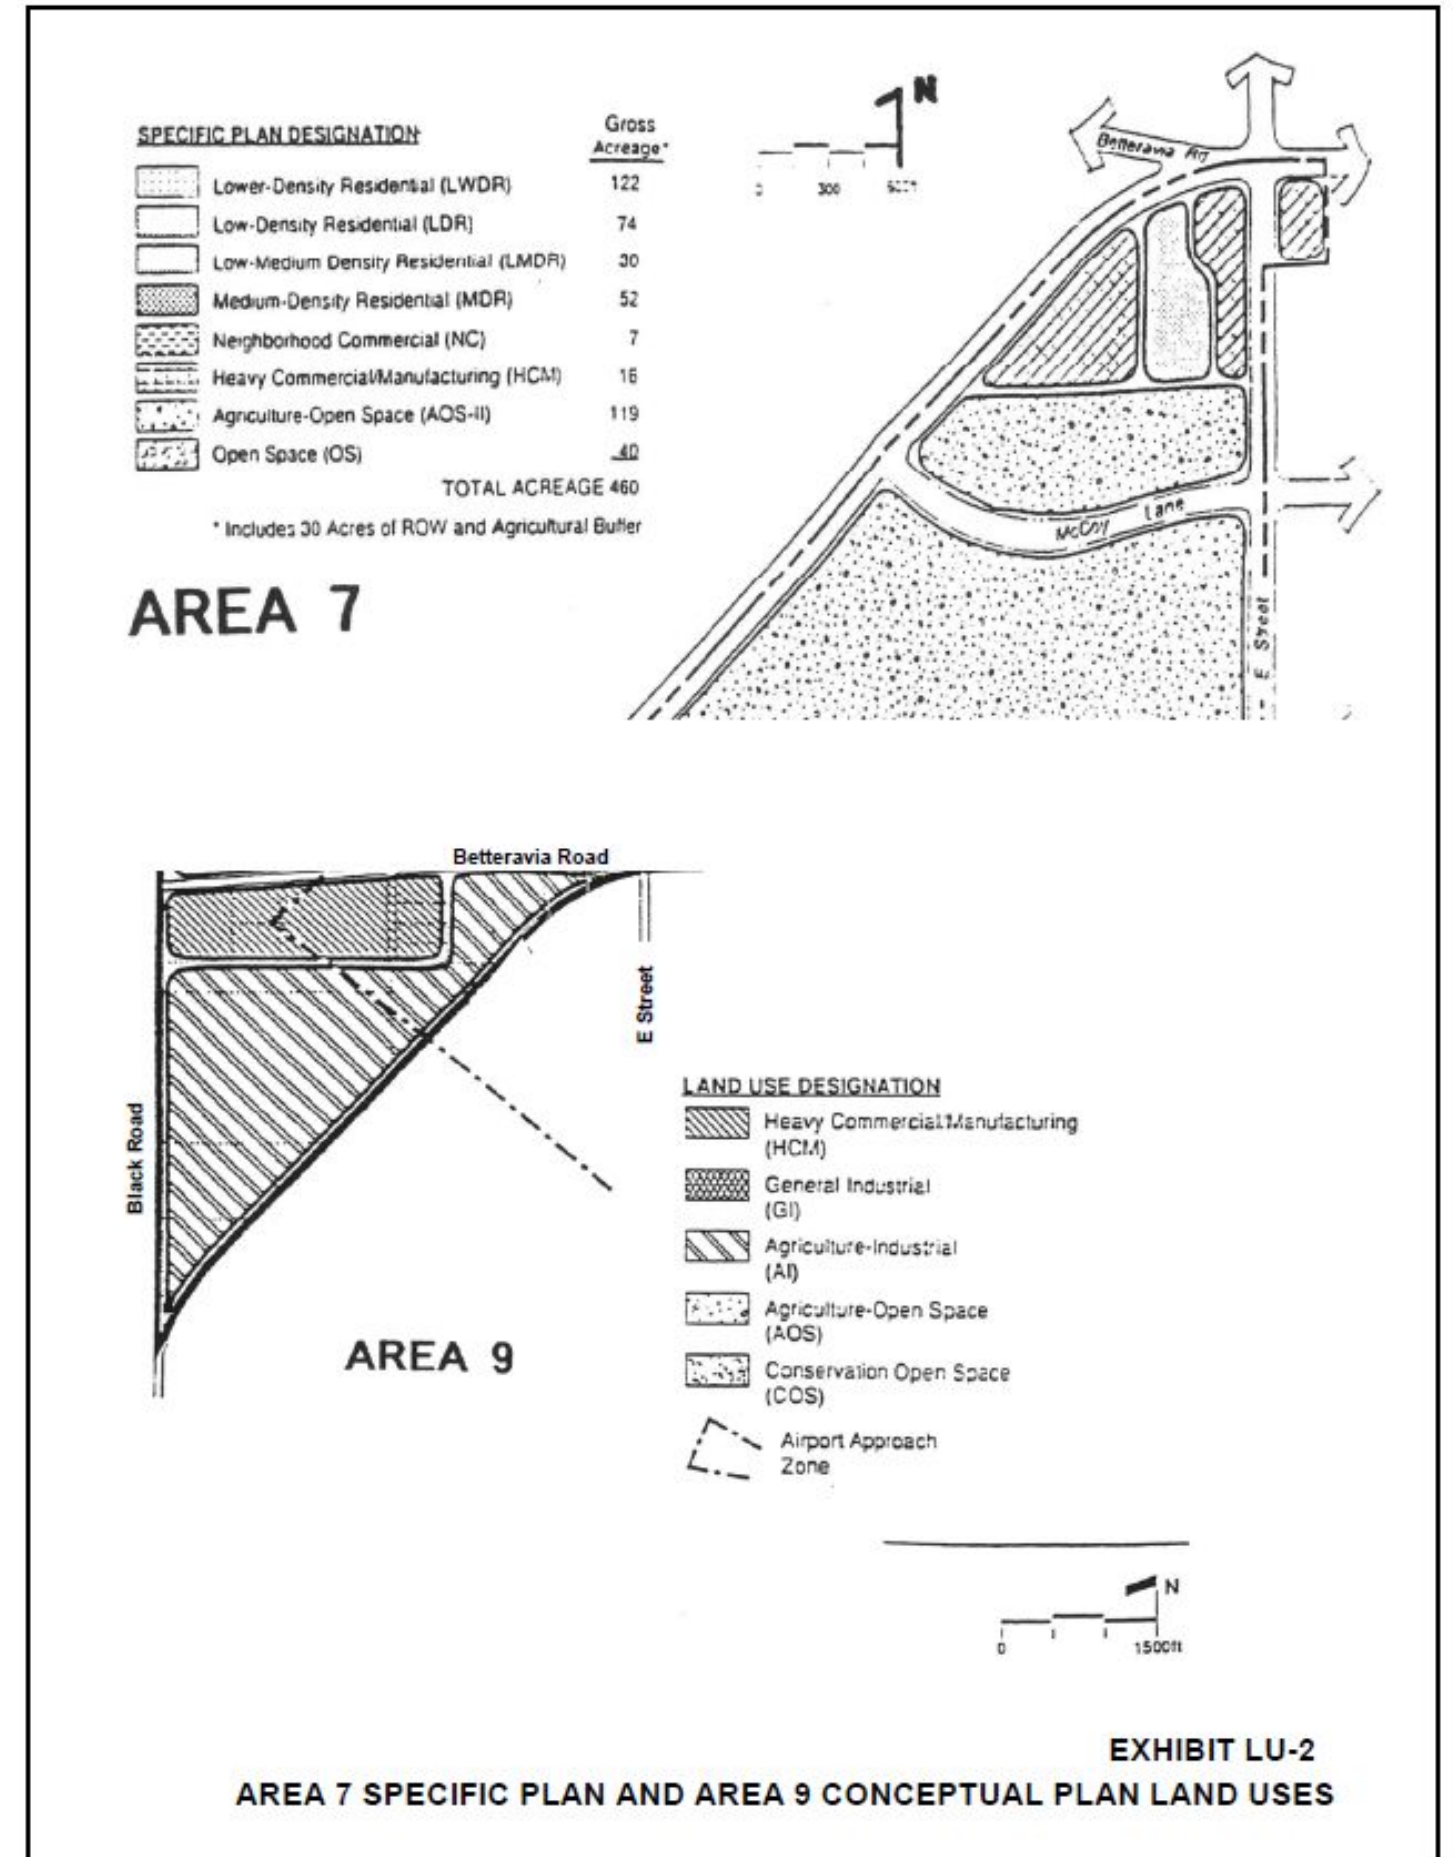 SPECIFIC PLAN DESIGNATION
Gross
Acreage*
Lower-Density Residential (LWDR) 122
Low-Density Residential (LDR) 74
Low-Medium Density Residential (LMDR) 30
Medium-Density Residential (MDR) 52
Neighborhood Commercial (NC) 7
Heavy Commercial/Manufacturing (HCM) 16
Agriculture-Open Space (AOS-II) 119
Open Space (OS) 40
TOTAL ACREAGE 460
* Includes 30 Acres of ROW and Agricultural Buffer
AREA 7
N
0 300
Betteravia Rd
McCoy Lane
E Street
Betteravia Road
E Street
Black Road
AREA 9
LAND USE DESIGNATION
Heavy Commercial/Manufacturing
(HCM)
General Industrial
(GI)
Agriculture-Industrial
(AI)
Agriculture-Open Space
(AOS)
Conservation Open Space
(COS)
Airport Approach
Zone
N
0 1500ft
EXHIBIT LU-2
AREA 7 SPECIFIC PLAN AND AREA 9 CONCEPTUAL PLAN LAND USES